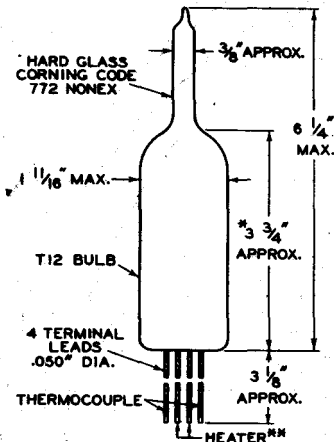 3/8" APPROX.
HARD GLASS
CORNING CODE
772 NONEX
6 1/4"
MAX.
1 11/16" MAX.
*3 3/4"
APPROX.
T12 BULB
4 TERMINAL
LEADS
.050" DIA.
3 1/8"
APPROX.
THERMOCOUPLE
HEATER**